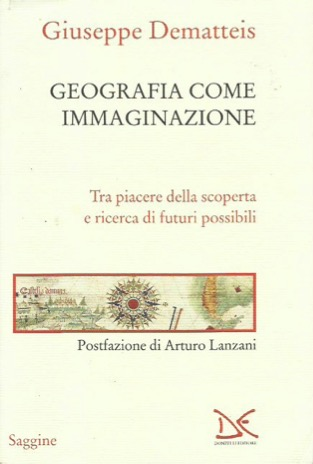 Giuseppe Dematteis
GEOGRAFIA COME
IMMAGINAZIONE
Tra piacere della scoperta
e ricerca di futuri possibili
Postfazione di Arturo Lanzani
DONZELLI EDITORE
Saggine